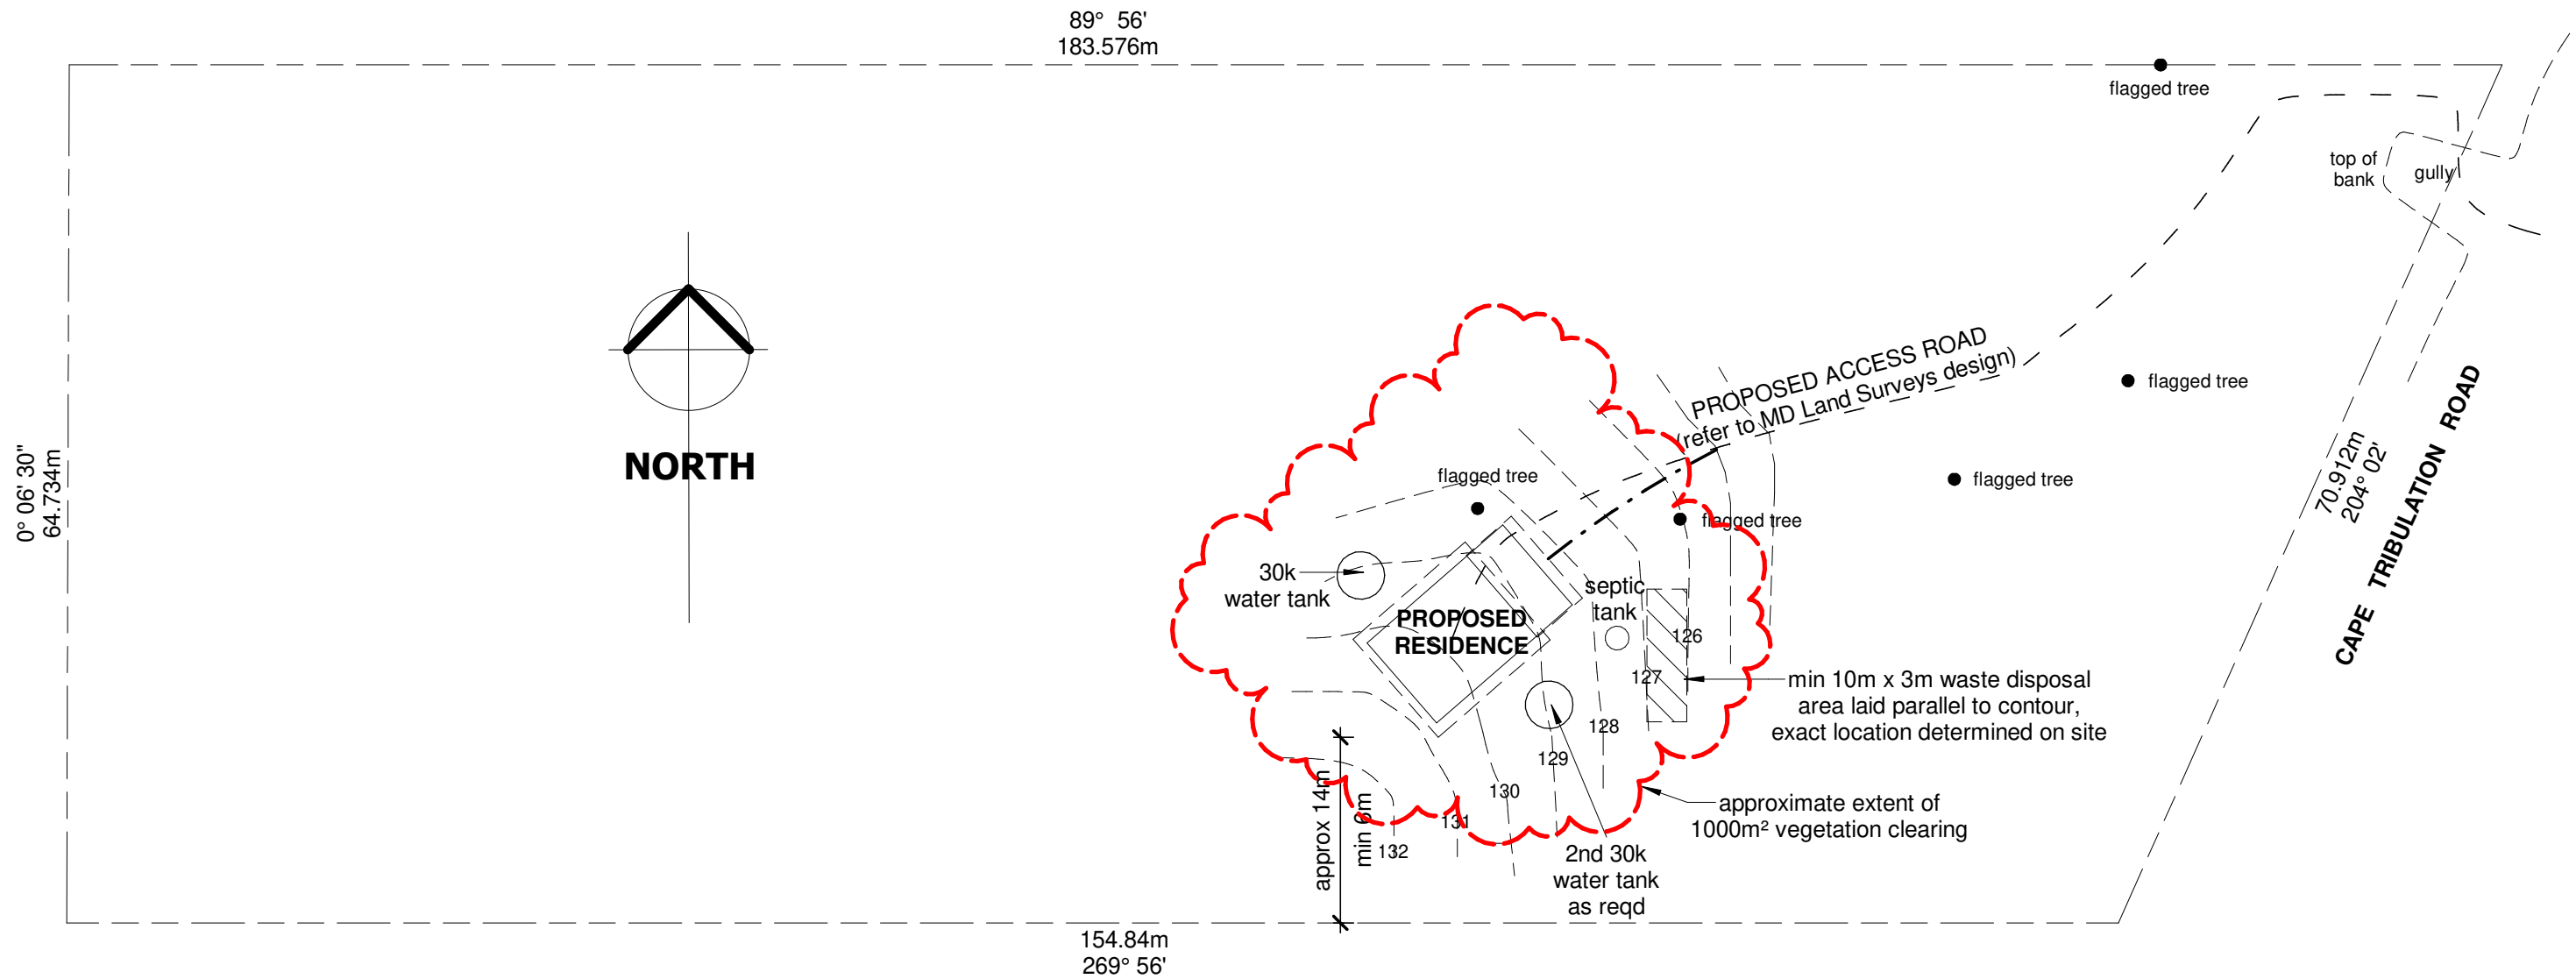 89° 56'
183.576m
flagged tree
top of
bank
gully
PROPOSED ACCESS ROAD
(refer to MD Land Surveys design)
flagged tree
NORTH
0° 06' 30"
64.734m
flagged tree
flagged tree
flagged tree
70.912m
204° 02'
CAPE TRIBULATION ROAD
30k
water tank
septic
tank
PROPOSED
RESIDENCE
126
127
128
129
130
131
132
min 10m x 3m waste disposal
area laid parallel to contour,
exact location determined on site
approx 14m
min 6m
approximate extent of
1000m² vegetation clearing
2nd 30k
water tank
as reqd
154.84m
269° 56'